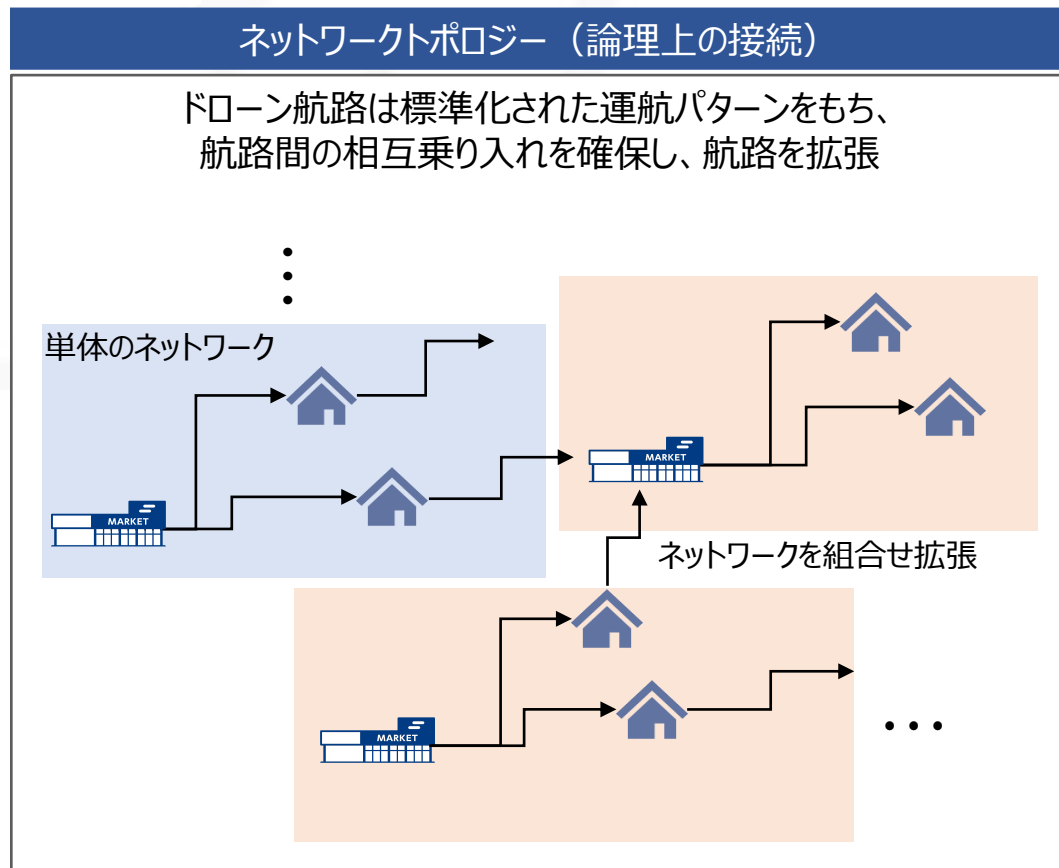 ネットワークトポロジー（論理上の接続）
ドローン航路は標準化された運航パターンをもち、
航路間の相互乗り入れを確保し、航路を拡張
単体のネットワーク
MARKET
MARKET
ネットワークを組合せ拡張
MARKET